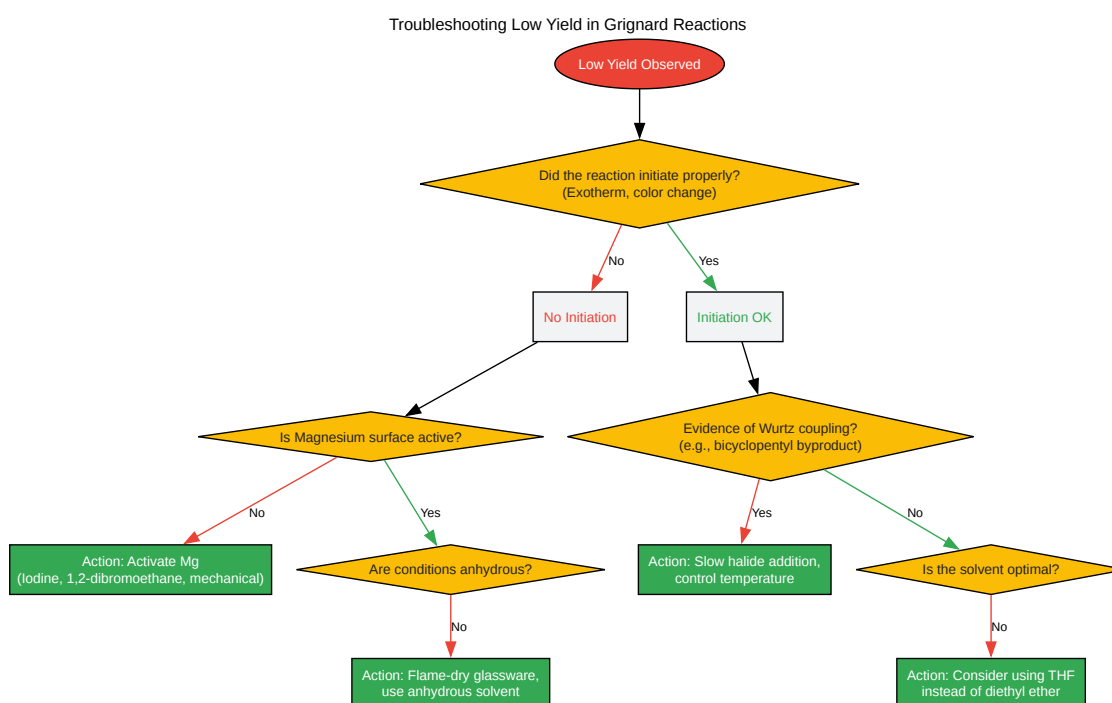 Troubleshooting Low Yield in Grignard Reactions
Low Yield Observed
Did the reaction initiate properly?
(Exotherm, color change)
No
Yes
No Initiation
Initiation OK
Is Magnesium surface active?
Evidence of Wurtz coupling?
(e.g., bicyclopentyl byproduct)
No
Yes
Yes
No
Action: Activate Mg
(Iodine, 1,2-dibromoethane, mechanical)
Are conditions anhydrous?
Action: Slow halide addition,
control temperature
Is the solvent optimal?
No
No
Action: Flame-dry glassware,
use anhydrous solvent
Action: Consider using THF
instead of diethyl ether